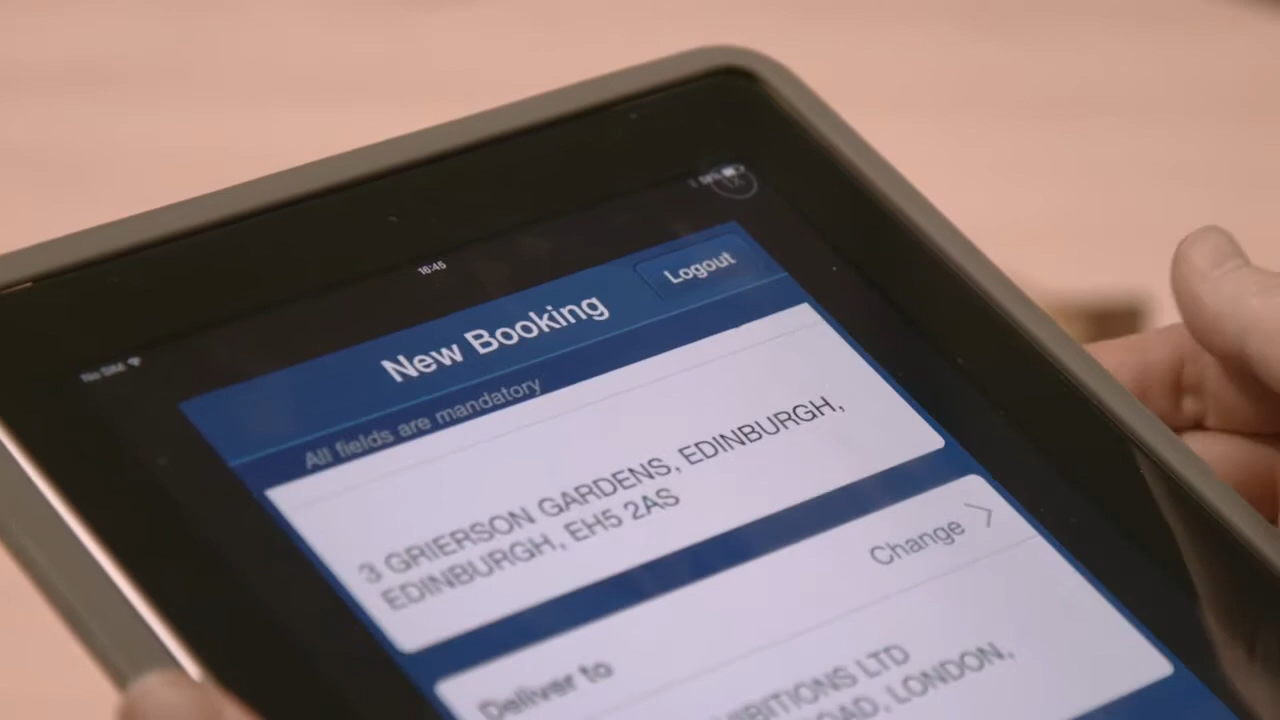 No SIM
16:45
Logout
New Booking
All fields are mandatory
3 GRIERSON GARDENS, EDINBURGH,
EDINBURGH, EH5 2AS
Change
Deliver to
IBITIONS LTD
OAD, LONDON,